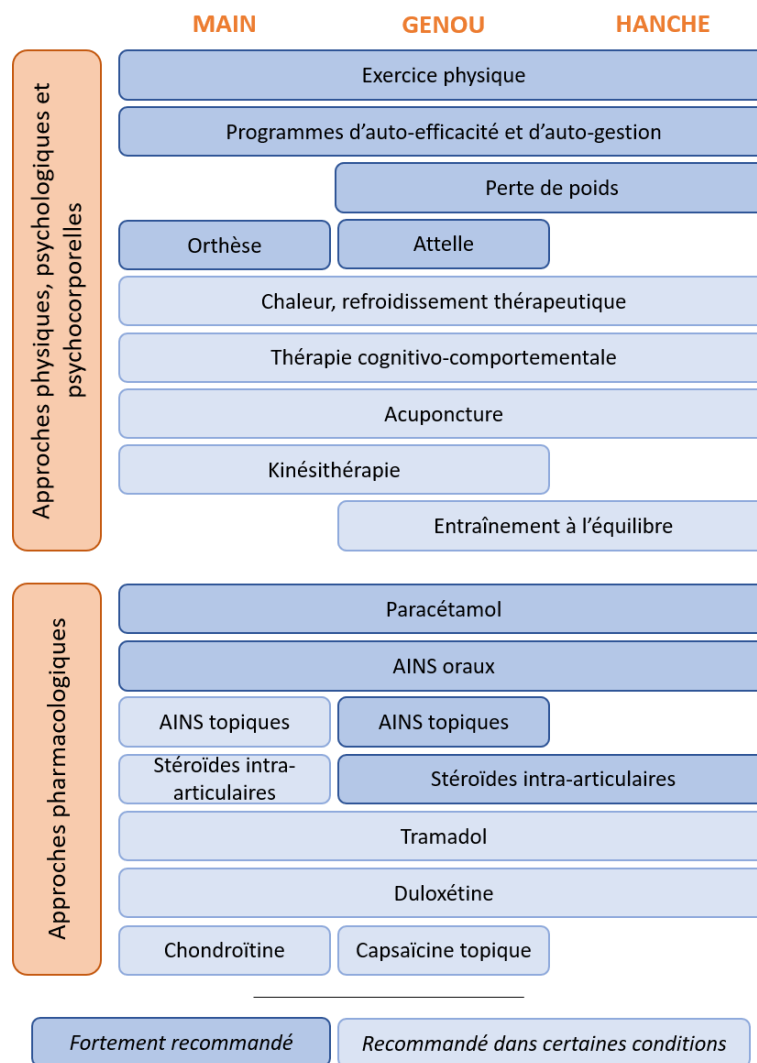 MAIN GENOU HANCHE
Approches physiques, psychologiques et
psychocorporelles
Exercice physique
Programmes d'auto-efficacité et d'auto-gestion
Perte de poids
Orthèse Attelle
Chaleur, refroidissement thérapeutique
Thérapie cognitivo-comportementale
Acuponcture
Kinésithérapie
Entraînement à l'équilibre
Approches pharmacologiques
Paracétamol
AINS oraux
AINS topiques AINS topiques
Stéroïdes intra-
articulaires
Stéroïdes intra-articulaires
Tramadol
Duloxétine
Chondroïtine Capsaïcine topique
Fortement recommandé Recommandé dans certaines conditions